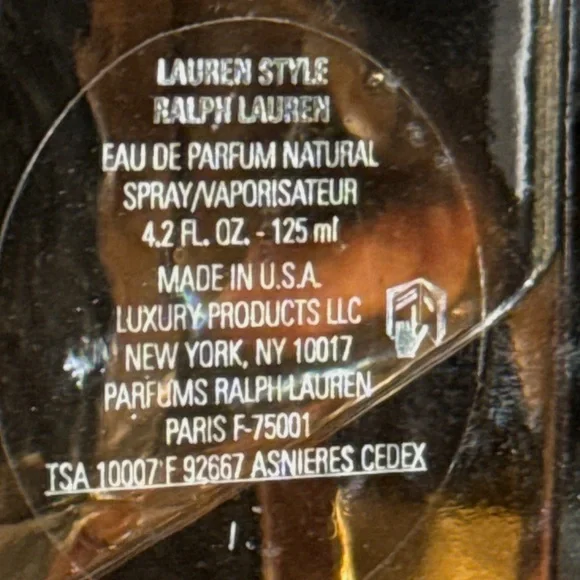 LAUREN STYLE
RALPH LAUREN
EAU DE PARFUM NATURAL
SPRAY/VAPORISATEUR
4.2 FL. OZ. - 125 ml
MADE IN U.S.A.
LUXURY PRODUCTS LLC
NEW YORK, NY 10017
PARFUMS RALPH LAUREN
PARIS F-75001
TSA 10007 F 92667 ASNIERES CEDEX